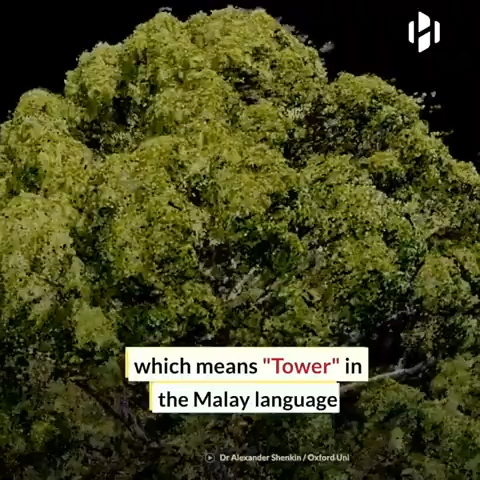 which means "Tower" in
the Malay language
Dr Alexander Shenkin / Oxford Uni